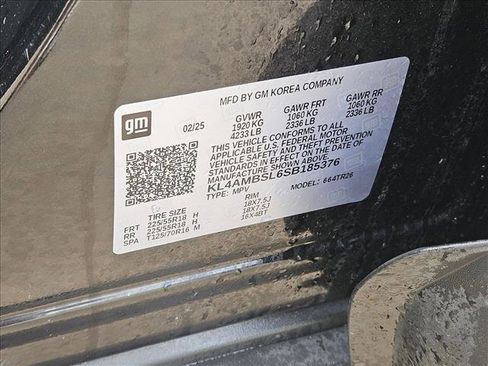 MFD BY GM KOREA COMPANY
gm
02/25
GVWR GAWR FRT GAWR RR
1920 KG 1060 KG 1060 KG
4233 LB 2336 LB 2336 LB
THIS VEHICLE CONFORMS TO ALL
APPLICABLE U.S. FEDERAL MOTOR
VEHICLE SAFETY AND THEFT PREVENTION
STANDARDS IN EFFECT ON THE DATE OF
MANUFACTURE SHOWN ABOVE
KL4AMBSL6SB185376
TYPE: MPV MODEL: 664TR26
TIRE SIZE RIM
FRT 225/55R18 H 18X7.5J
RR 225/55R18 H 18X7.5J
SPA T125/70R16 M 16X4BT